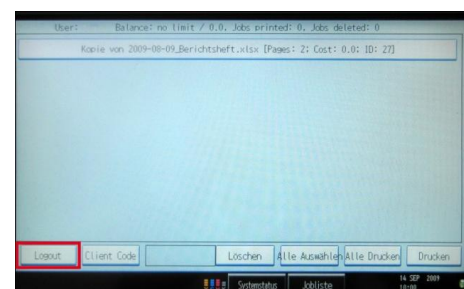 User: Balance: no limit / 0.0, Jobs printed: 0, Jobs deleted: 0
Kopie von 2009-08-09_Berichtsheft.xlsx [Pages: 2; Cost: 0.0; ID: 27]
Logout Client Code Löschen Alle Auswählen Alle Drucken Drucken
Systemstatus Jobliste 14 SEP 2009
10:00